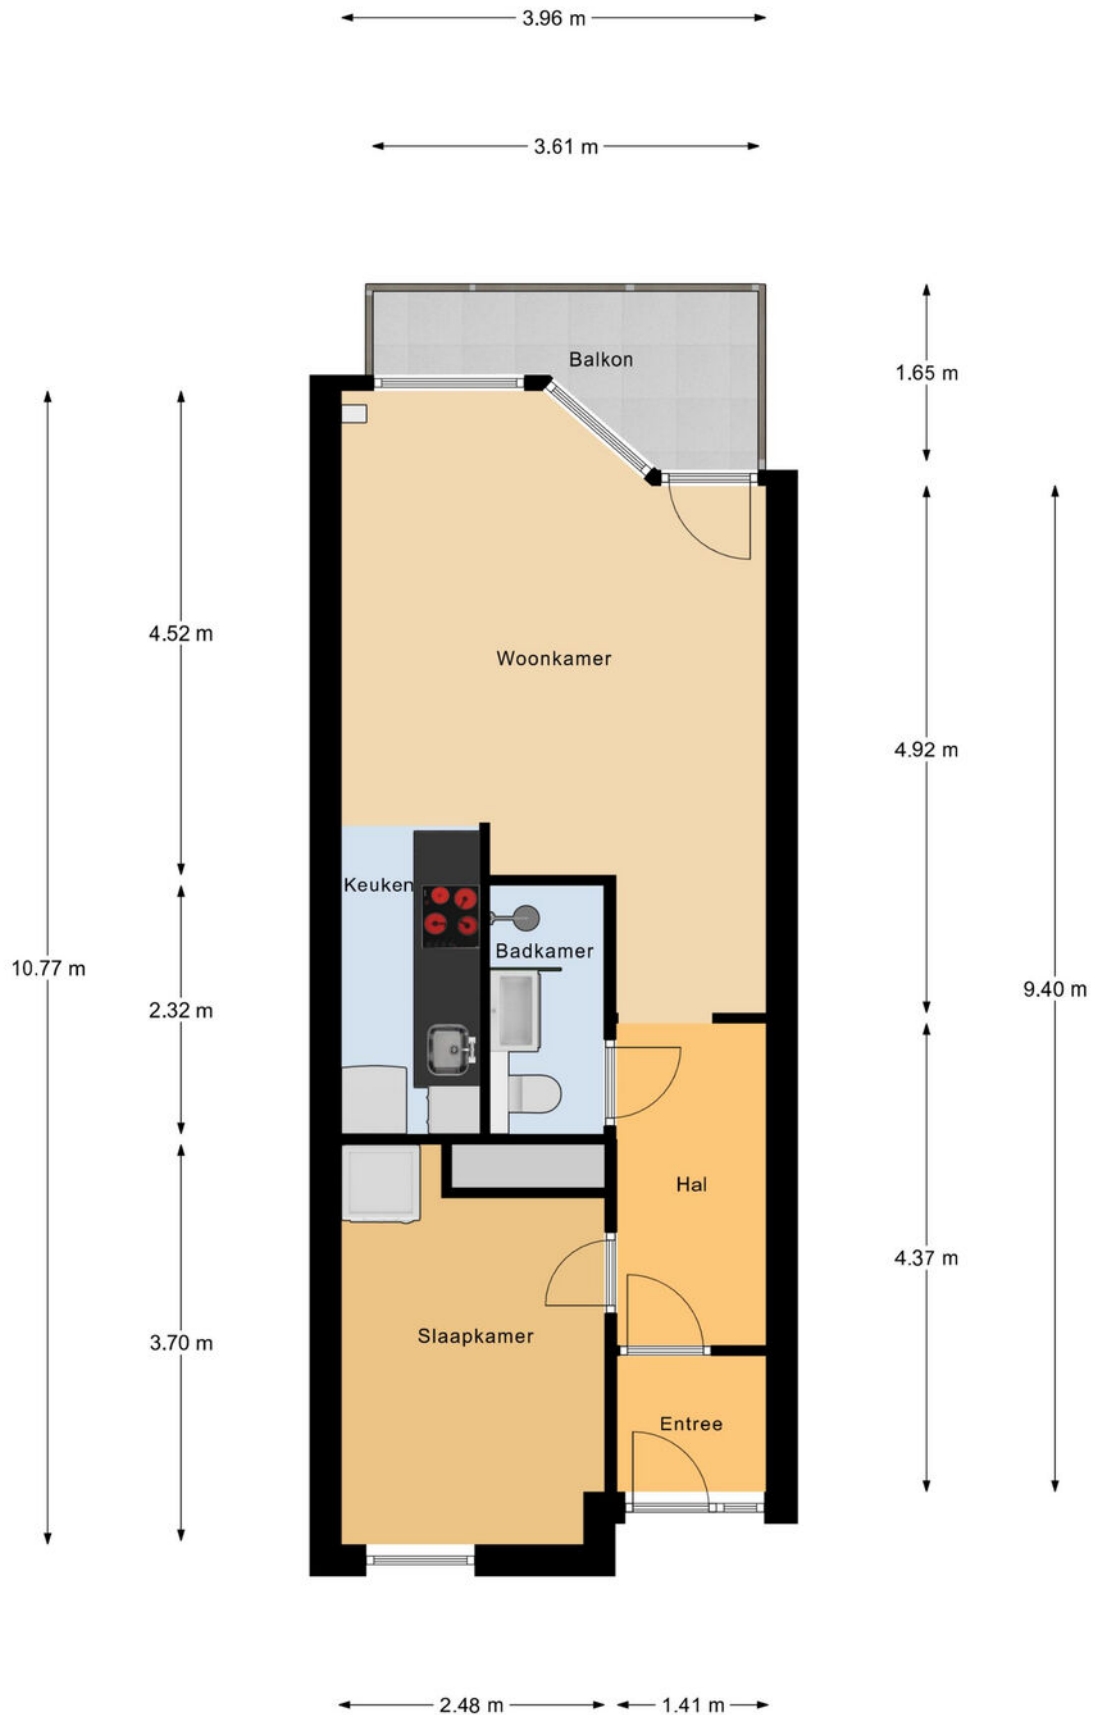 3.96 m
3.61 m
Balkon
1.65 m
4.52 m
Woonkamer
4.92 m
Keuken
Badkamer
10.77 m
2.32 m
9.40 m
Hal
4.37 m
3.70 m
Slaapkamer
Entree
2.48 m
1.41 m